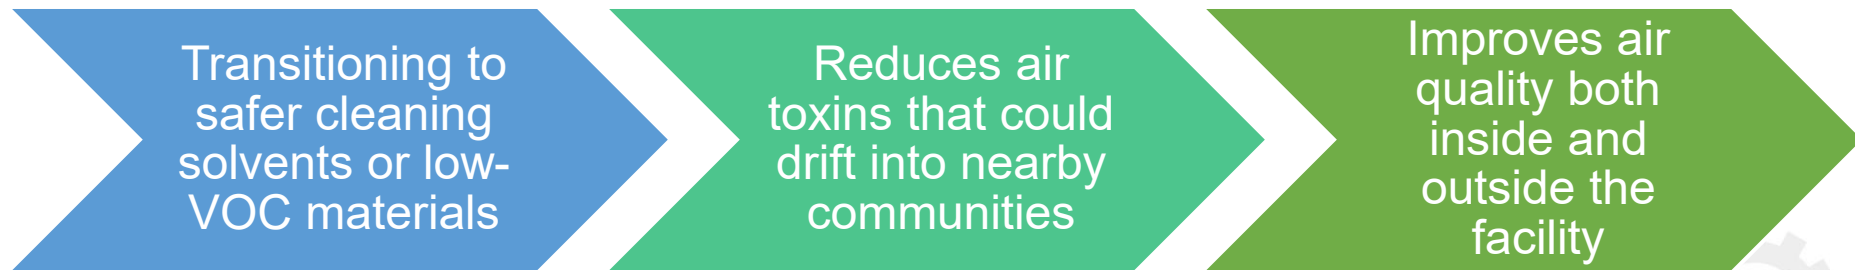 Transitioning to
safer cleaning
solvents or low-
VOC materials
Reduces air
toxins that could
drift into nearby
communities
Improves air
quality both
inside and
outside the
facility